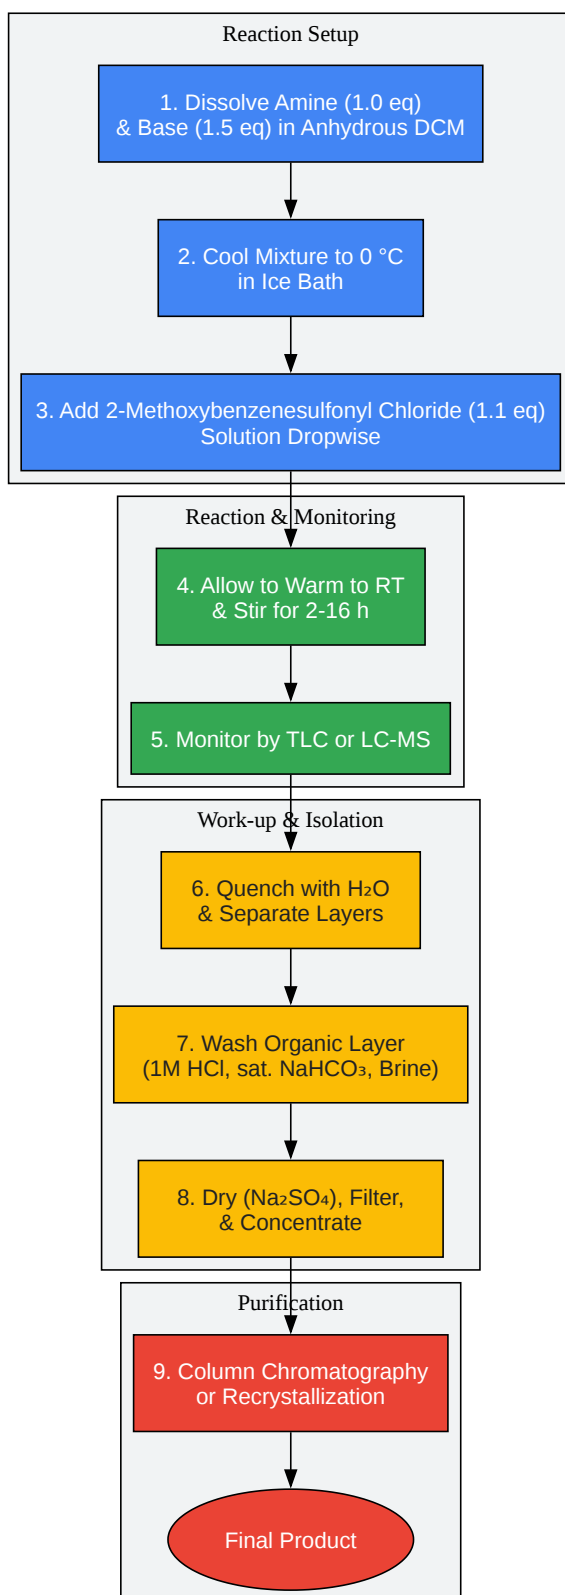 Reaction Setup
1. Dissolve Amine (1.0 eq)
& Base (1.5 eq) in Anhydrous DCM
2. Cool Mixture to 0 °C
in Ice Bath
3. Add 2-Methoxybenzenesulfonyl Chloride (1.1 eq)
Solution Dropwise
Reaction & Monitoring
4. Allow to Warm to RT
& Stir for 2-16 h
5. Monitor by TLC or LC-MS
Work-up & Isolation
6. Quench with H₂O
& Separate Layers
7. Wash Organic Layer
(1M HCl, sat. NaHCO₃, Brine)
8. Dry (Na₂SO₄), Filter,
& Concentrate
Purification
9. Column Chromatography
or Recrystallization
Final Product